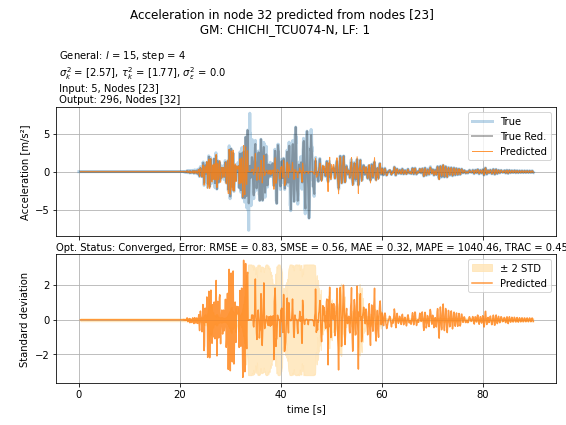 Acceleration in node 32 predicted from nodes [23]
GM: CHICHI_TCU074-N, LF: 1
General: l = 15, step = 4
σ²ₖ = [2.57], τ²ₖ = [1.77], σ²ε = 0.0
Input: 5, Nodes [23]
Output: 296, Nodes [32]
Acceleration [m/s²]
5
0
−5
True
True Red.
Predicted
Opt. Status: Converged, Error: RMSE = 0.83, SMSE = 0.56, MAE = 0.32, MAPE = 1040.46, TRAC = 0.45
Standard deviation
2
0
−2
± 2 STD
Predicted
0 20 40 60 80
time [s]